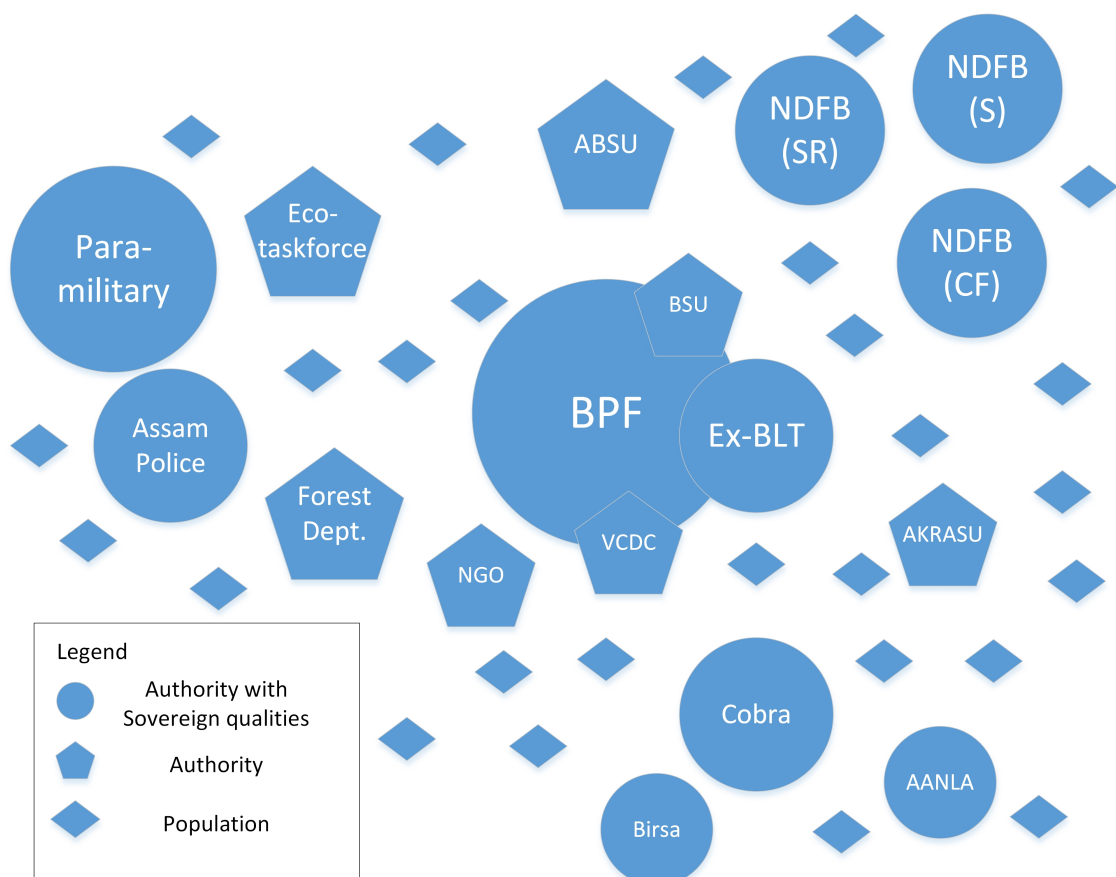 NDFB
(S)
NDFB
(SR)
ABSU
Eco-
taskforce
Para-
military
NDFB
(CF)
BSU
BPF
Ex-BLT
Assam
Police
Forest
Dept.
VCDC
AKRASU
NGO
Legend
Authority with
Sovereign qualities
Authority
Population
Cobra
AANLA
Birsa